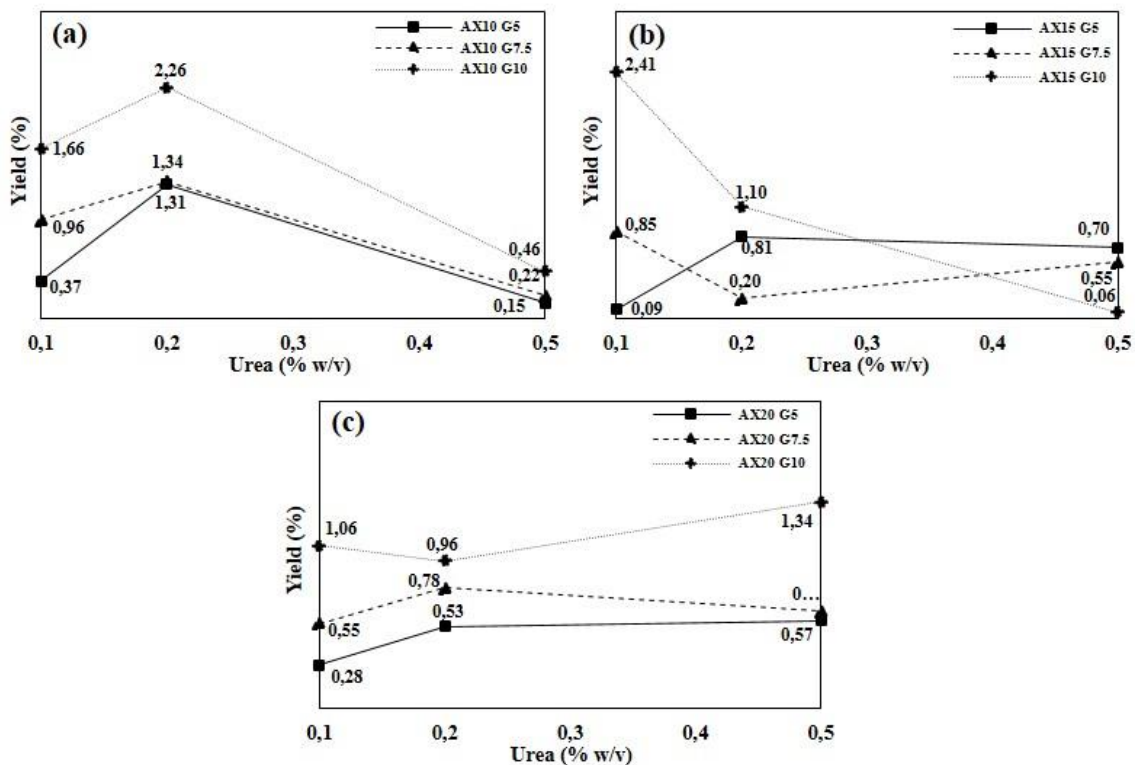 (a)
AX10 G5
AX10 G7.5
AX10 G10
Yield (%)
2,26
1,66
1,34
1,31
0,96
0,37
0,46
0,22
0,15
0,1 0,2 0,3 0,4 0,5
Urea (% w/v)
(b)
AX15 G5
AX15 G7.5
AX15 G10
Yield (%)
2,41
1,10
0,85
0,81
0,70
0,20
0,55
0,09
0,06
0,1 0,2 0,3 0,4 0,5
Urea (% w/v)
(c)
AX20 G5
AX20 G7.5
AX20 G10
Yield (%)
1,06
0,96
1,34
0,78
0,55
0,53
0…
0,57
0,28
0,1 0,2 0,3 0,4 0,5
Urea (% w/v)